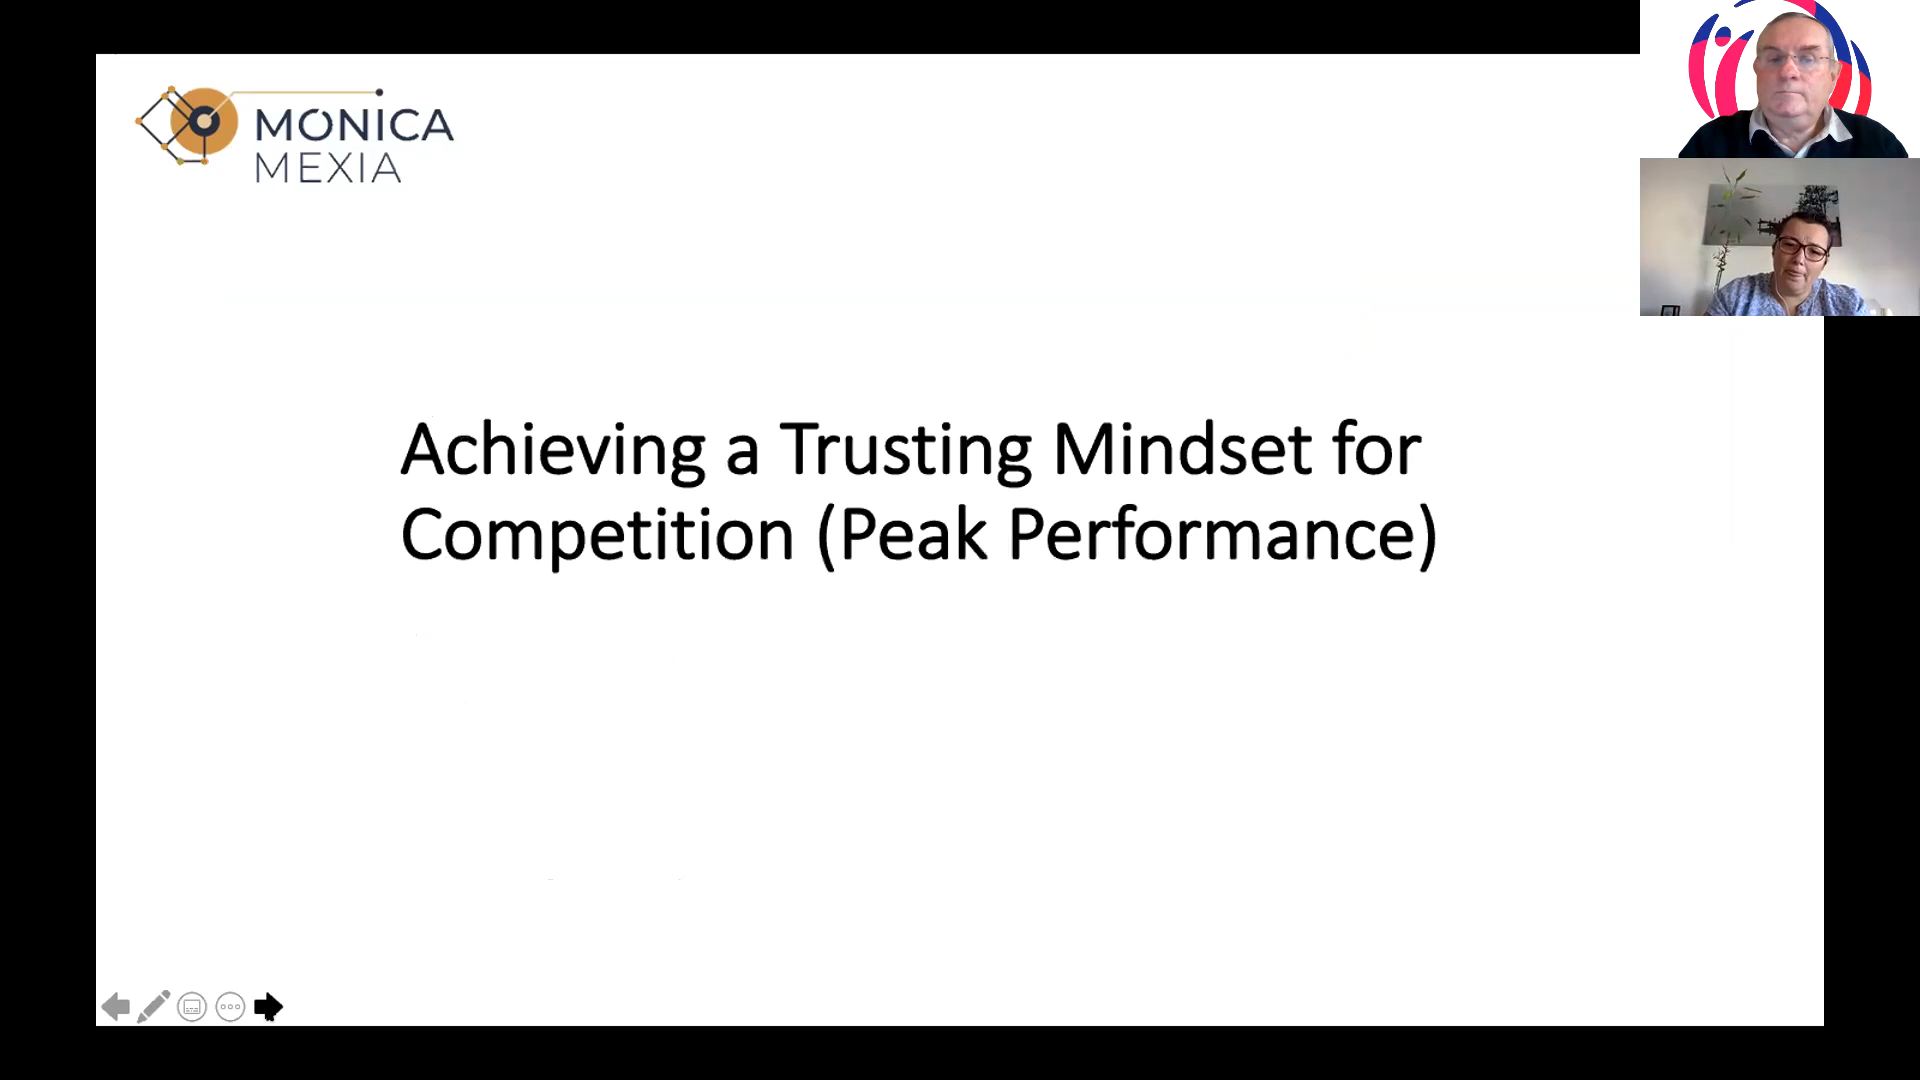 MONICA
MEXIA
Achieving a Trusting Mindset for
Competition (Peak Performance)